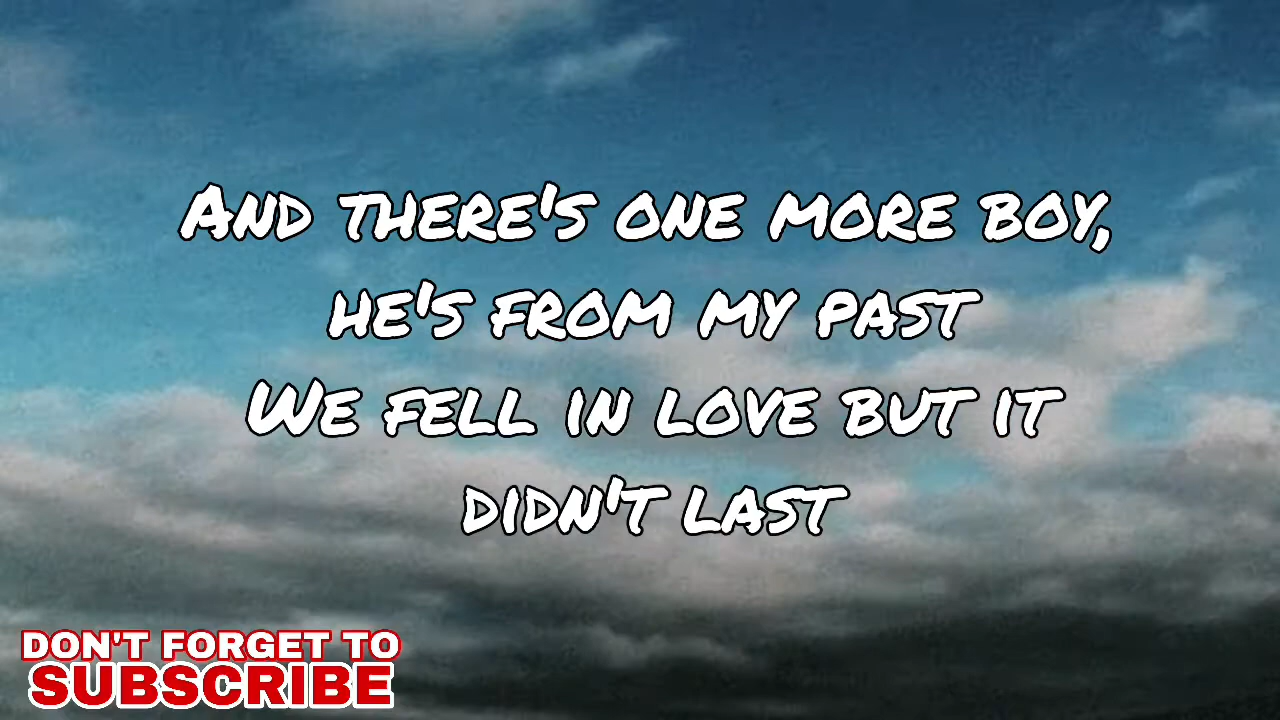 And there's one more boy,
he's from my past
We fell in love but it
didn't last
DON'T FORGET TO
SUBSCRIBE